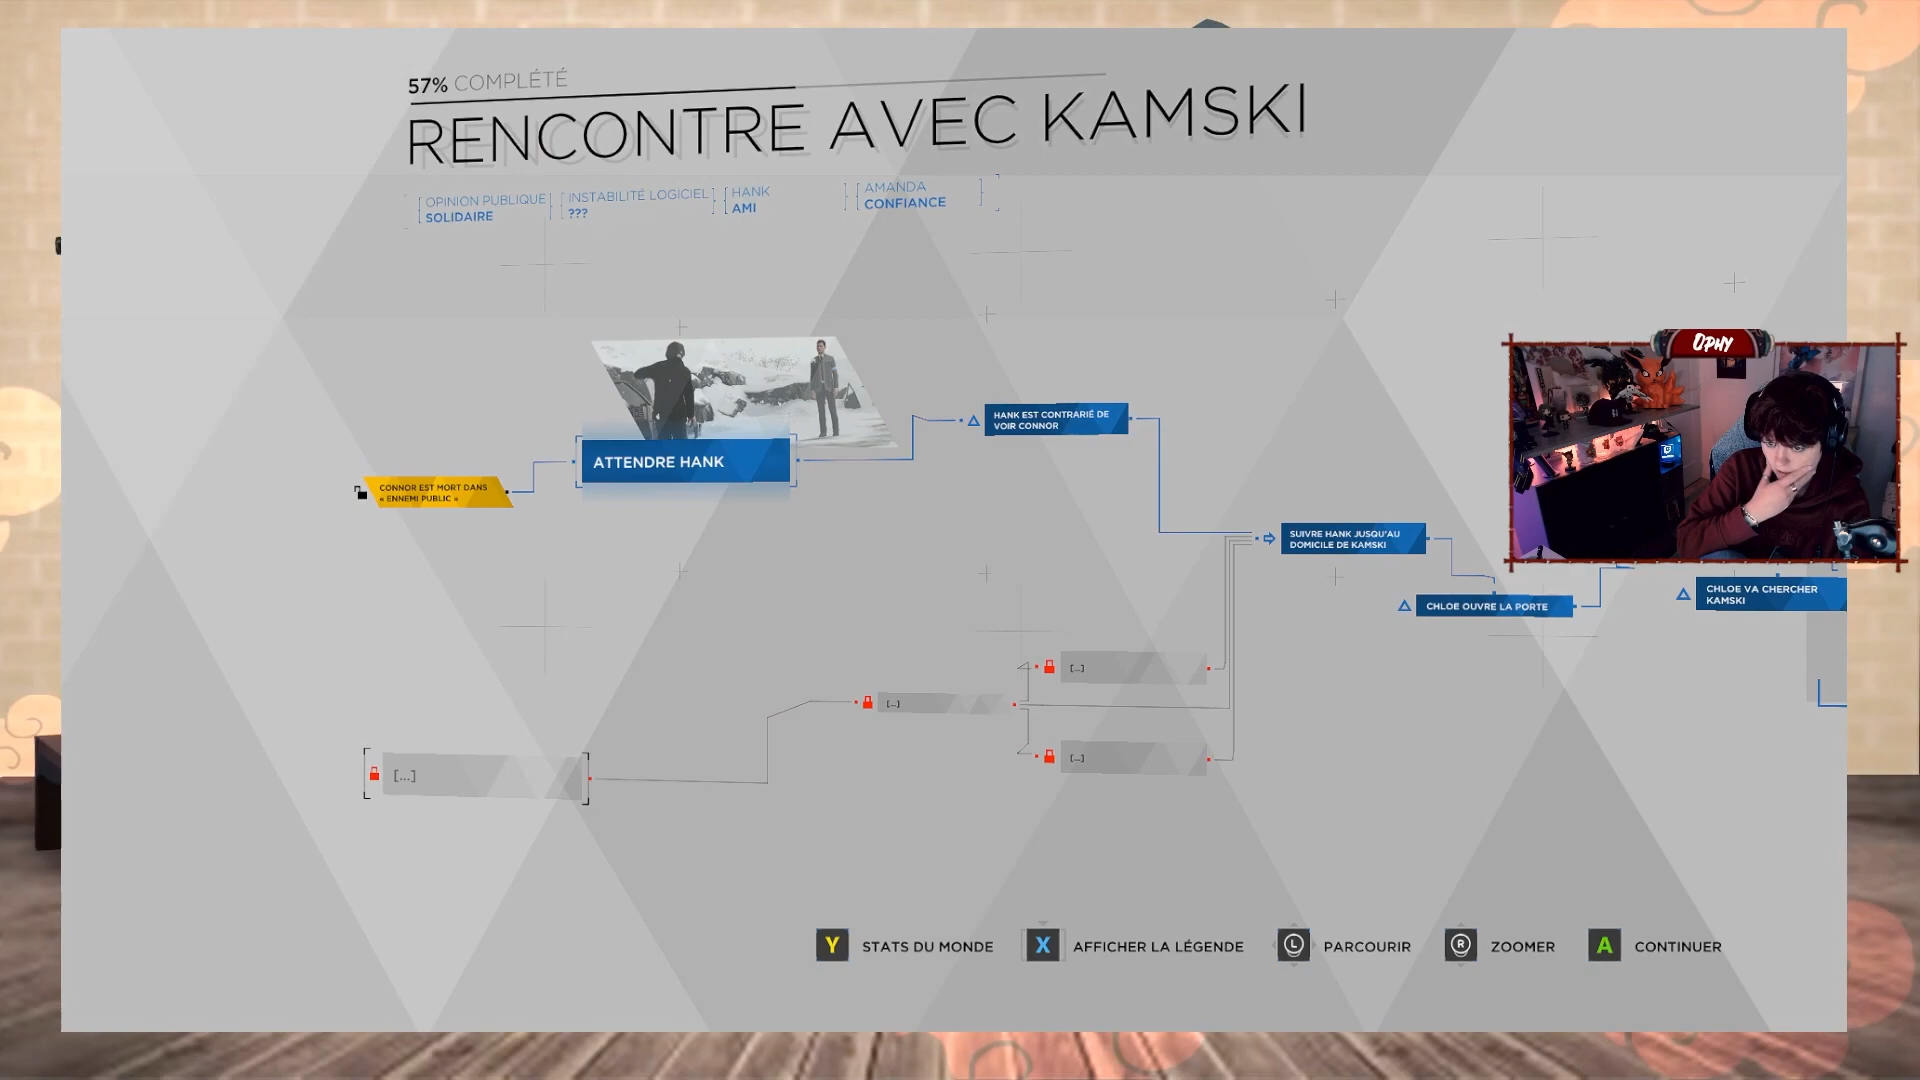 57% COMPLÉTÉ
RENCONTRE AVEC KAMSKI
OPINION PUBLIQUE
SOLIDAIRE
INSTABILITÉ LOGICIEL
???
HANK
AMI
AMANDA
CONFIANCE
OPHY
HANK EST CONTRARIÉ DE
VOIR CONNOR
ATTENDRE HANK
CONNOR EST MORT DANS
« ENNEMI PUBLIC »
SUIVRE HANK JUSQU'AU
DOMICILE DE KAMSKI
CHLOE OUVRE LA PORTE
CHLOE VA CHERCHER
KAMSKI
[...]
[...]
[...]
[...]
Y STATS DU MONDE
X AFFICHER LA LÉGENDE
L PARCOURIR
R ZOOMER
A CONTINUER